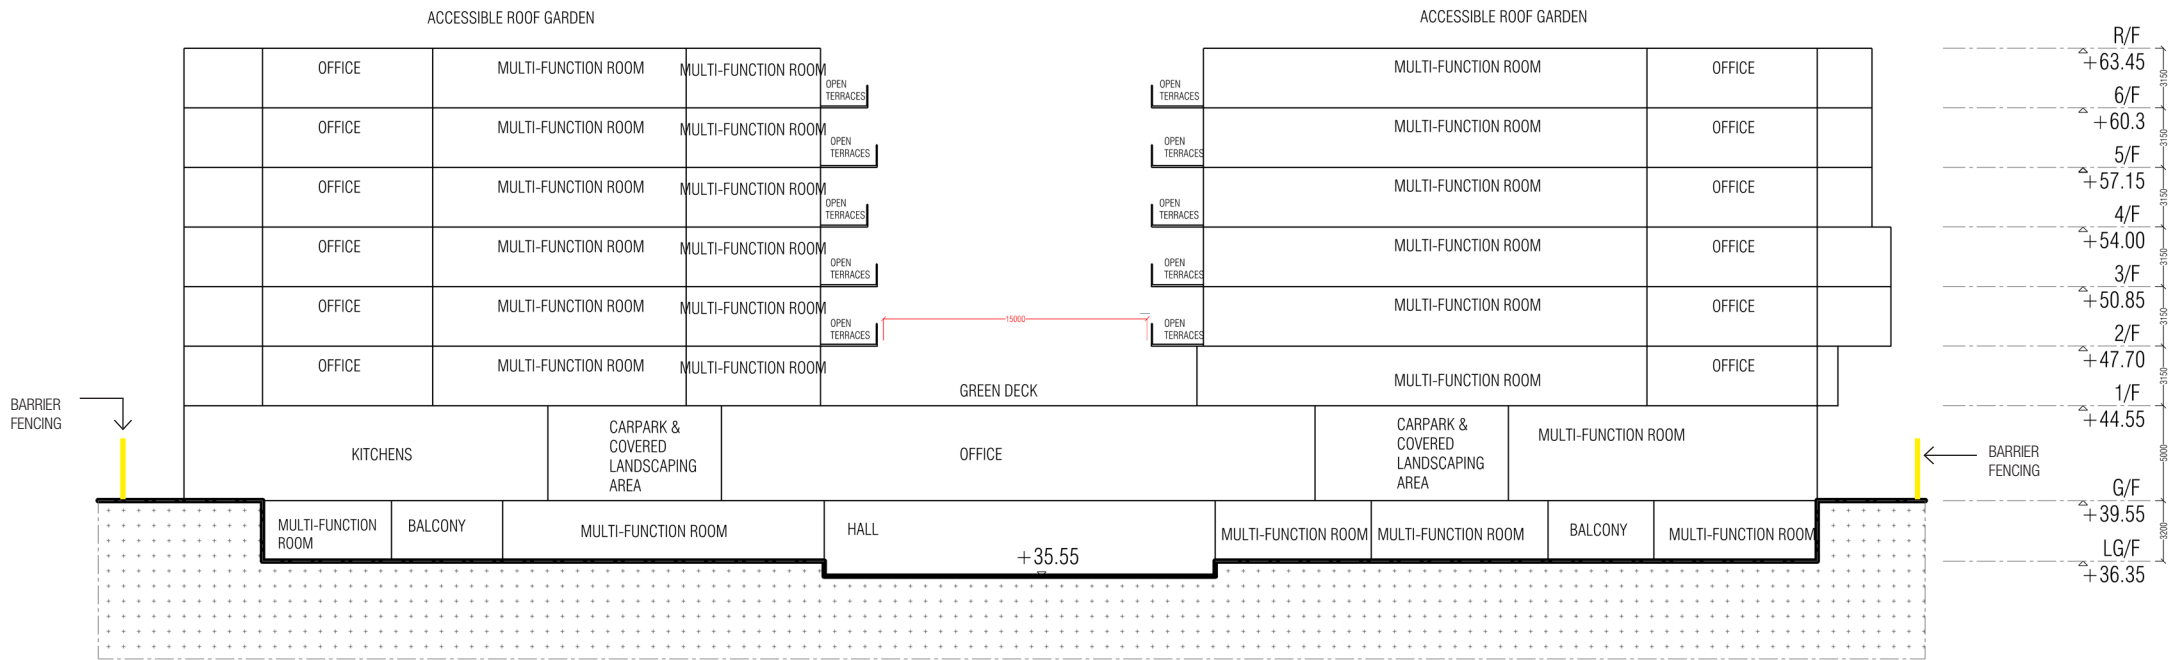 ACCESSIBLE ROOF GARDEN
ACCESSIBLE ROOF GARDEN
R/F
+63.45
3150
OFFICE
MULTI-FUNCTION ROOM
MULTI-FUNCTION ROOM
OPEN
TERRACES
OPEN
TERRACES
MULTI-FUNCTION ROOM
OFFICE
6/F
+60.3
3150
OFFICE
MULTI-FUNCTION ROOM
MULTI-FUNCTION ROOM
OPEN
TERRACES
OPEN
TERRACES
MULTI-FUNCTION ROOM
OFFICE
5/F
+57.15
3150
OFFICE
MULTI-FUNCTION ROOM
MULTI-FUNCTION ROOM
OPEN
TERRACES
OPEN
TERRACES
MULTI-FUNCTION ROOM
OFFICE
4/F
+54.00
3150
OFFICE
MULTI-FUNCTION ROOM
MULTI-FUNCTION ROOM
OPEN
TERRACES
OPEN
TERRACES
MULTI-FUNCTION ROOM
OFFICE
3/F
+50.85
3150
OFFICE
MULTI-FUNCTION ROOM
MULTI-FUNCTION ROOM
OPEN
TERRACES
15000
OPEN
TERRACES
MULTI-FUNCTION ROOM
OFFICE
2/F
+47.70
3150
OFFICE
MULTI-FUNCTION ROOM
MULTI-FUNCTION ROOM
GREEN DECK
MULTI-FUNCTION ROOM
OFFICE
1/F
+44.55
5000
BARRIER
FENCING
KITCHENS
CARPARK &
COVERED
LANDSCAPING
AREA
OFFICE
CARPARK &
COVERED
LANDSCAPING
AREA
MULTI-FUNCTION ROOM
BARRIER
FENCING
G/F
+39.55
3200
MULTI-FUNCTION
ROOM
BALCONY
MULTI-FUNCTION ROOM
HALL
+35.55
MULTI-FUNCTION ROOM
MULTI-FUNCTION ROOM
BALCONY
MULTI-FUNCTION ROOM
LG/F
+36.35